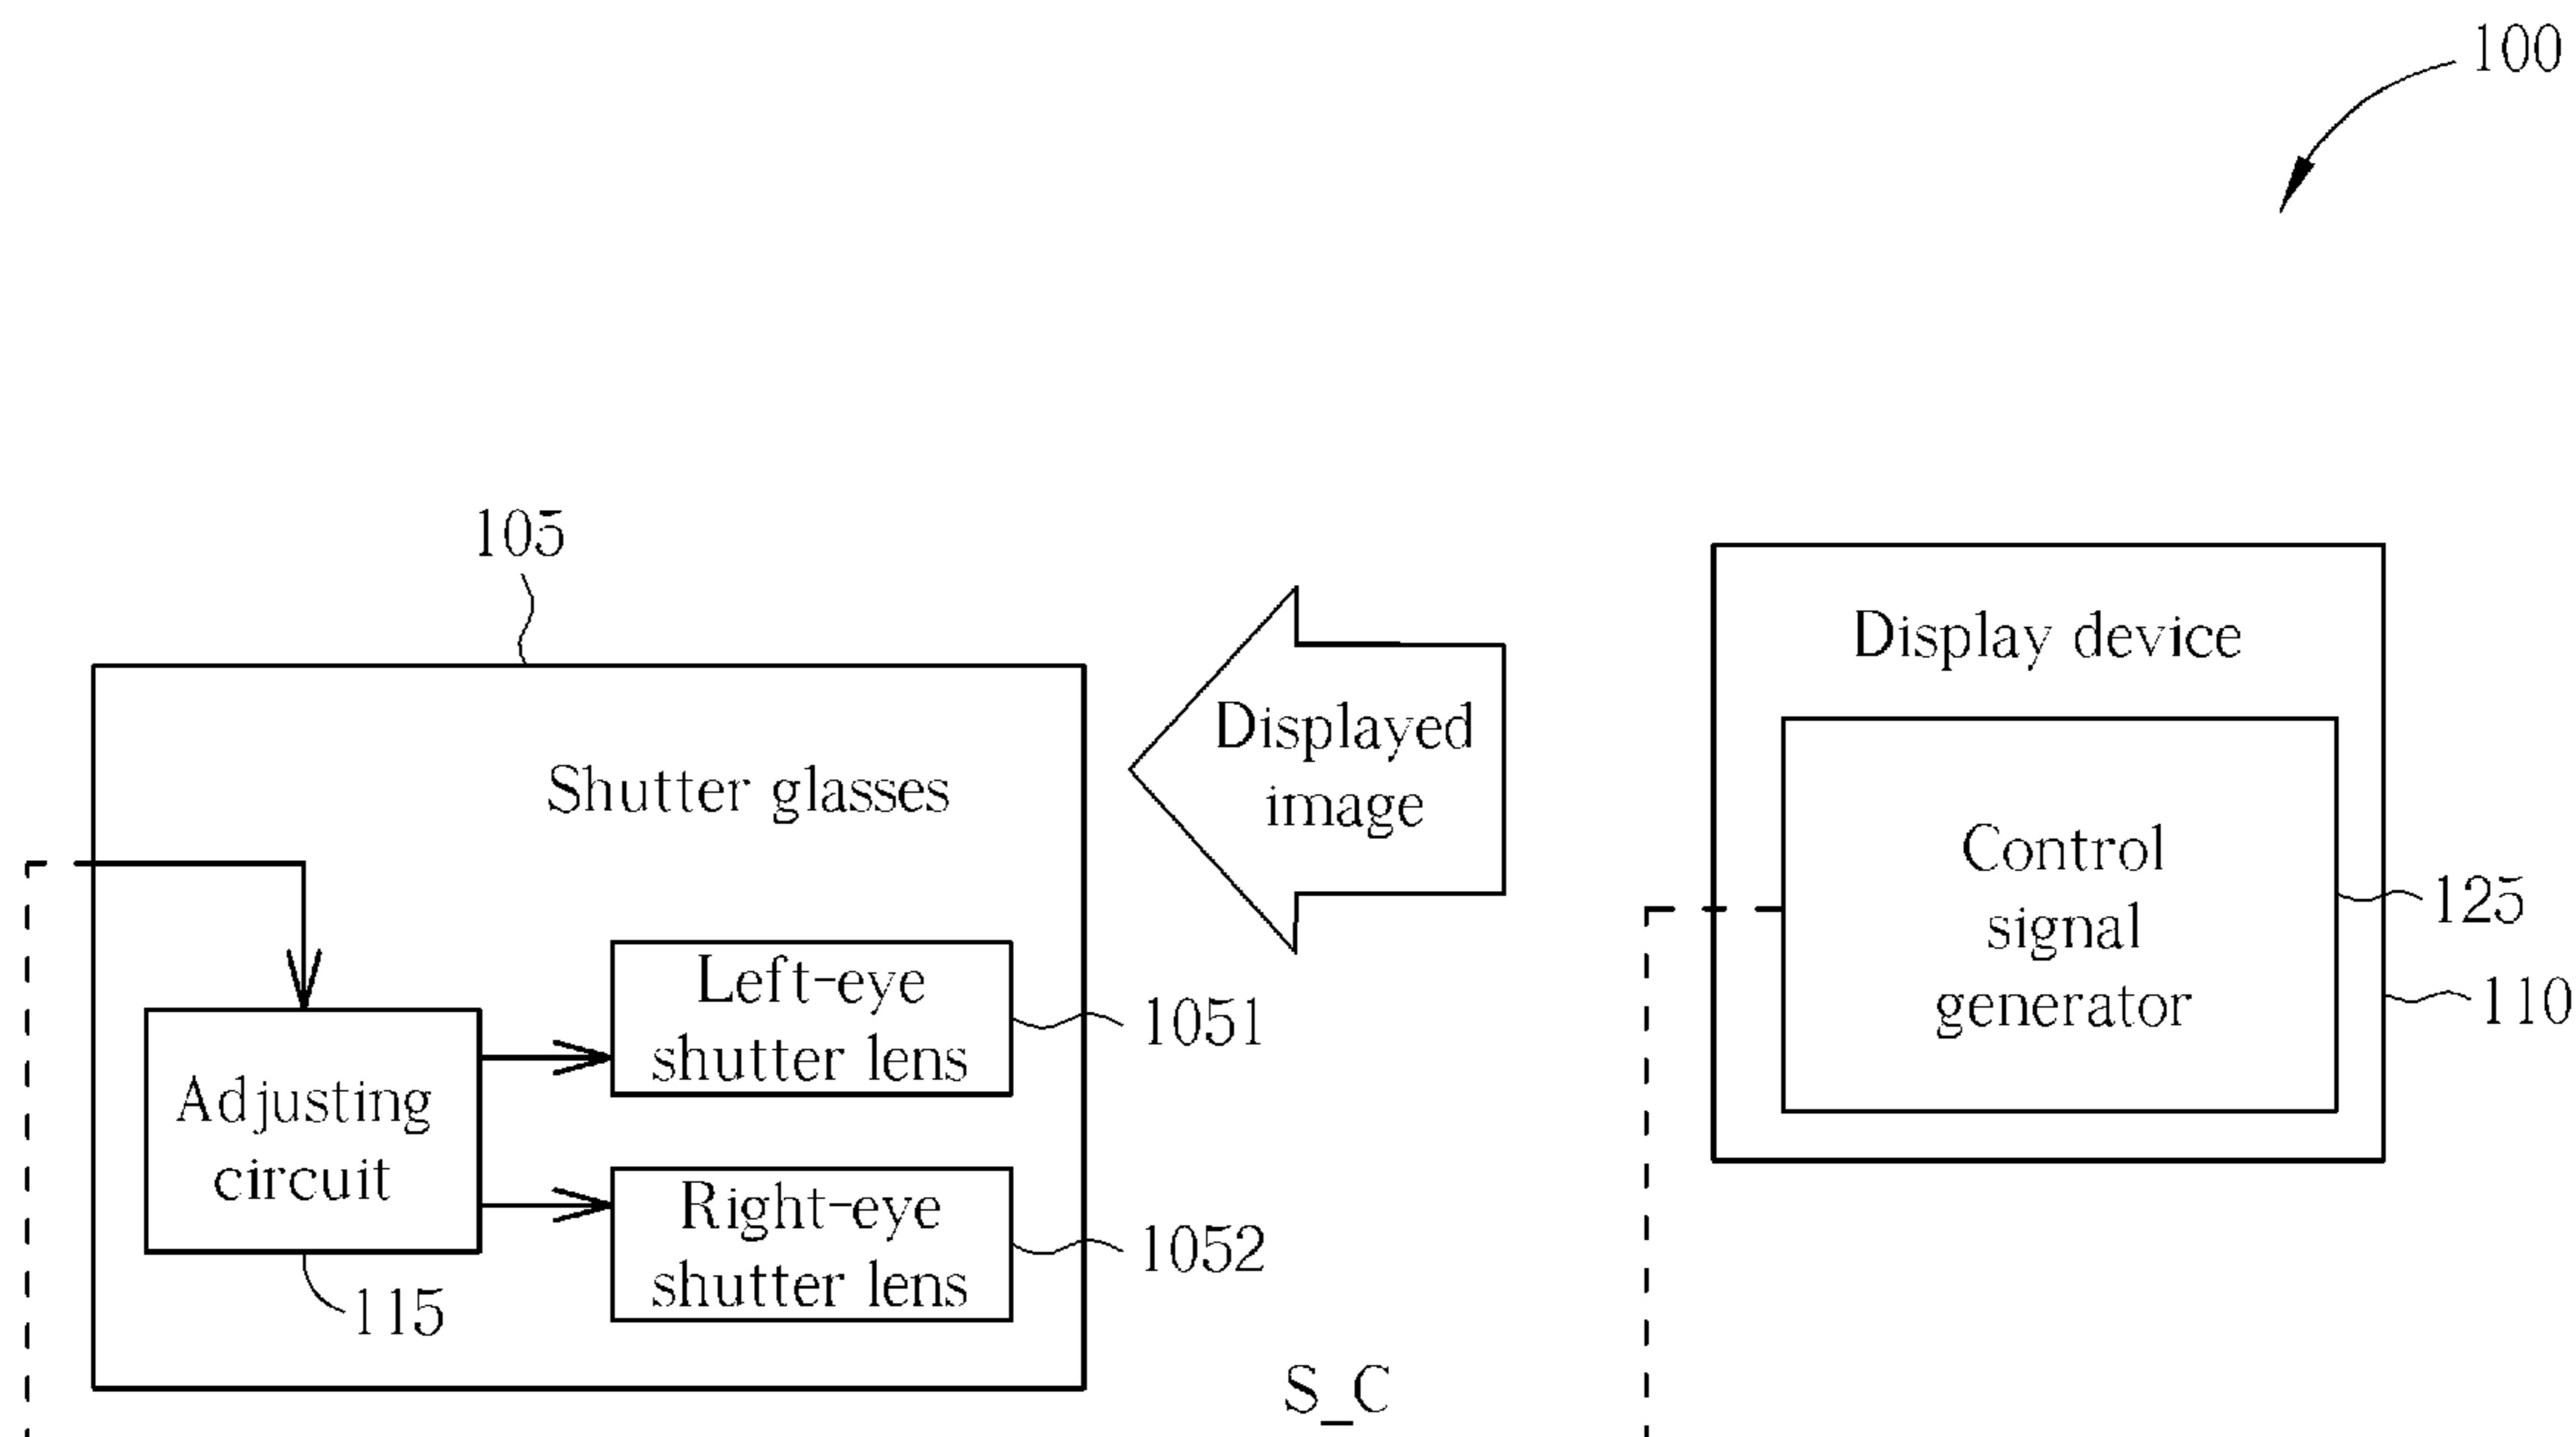 100
105
Display device
Displayed
image
Shutter glasses
Control
signal
generator
125
110
Left-eye
shutter lens
1051
Adjusting
circuit
Right-eye
shutter lens
1052
115
S_C